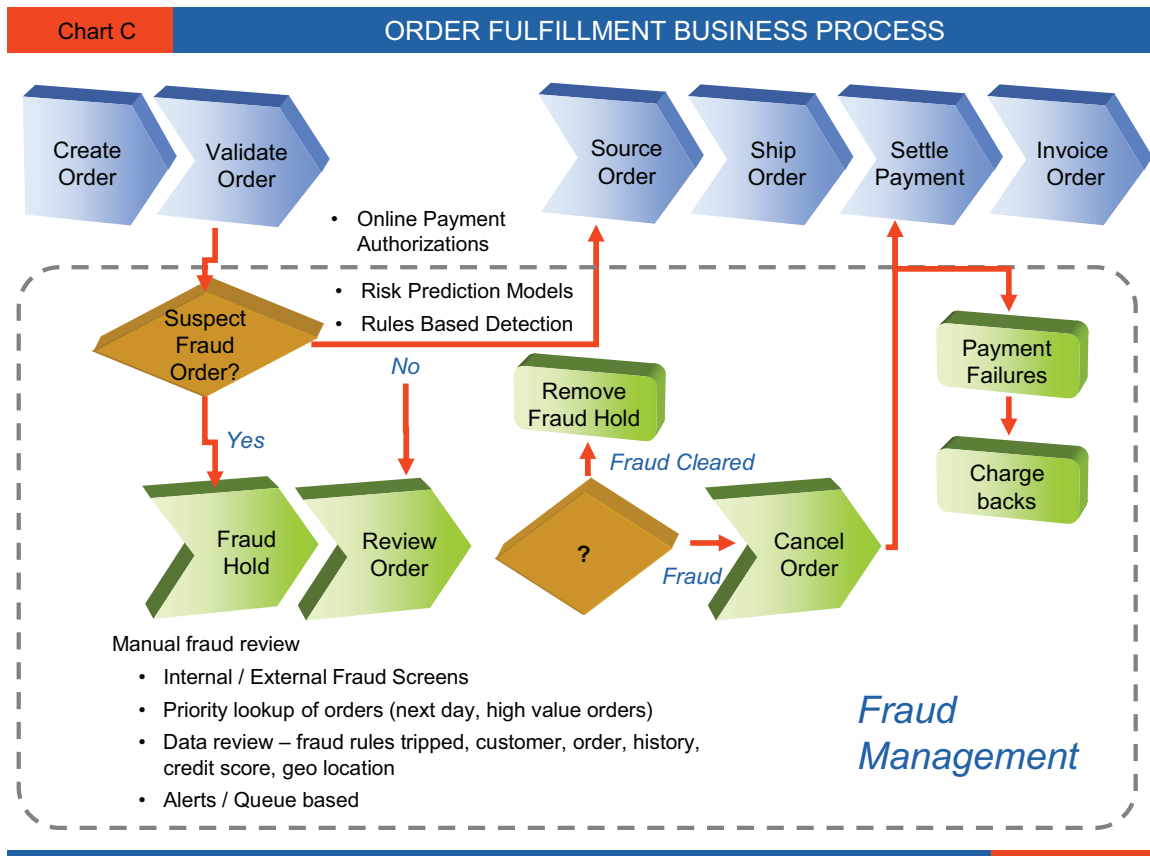 Chart C
ORDER FULFILLMENT BUSINESS PROCESS
Create
Order
Validate
Order
Source
Order
Ship
Order
Settle
Payment
Invoice
Order
• Online Payment
Authorizations
• Risk Prediction Models
• Rules Based Detection
Suspect
Fraud
Order?
No
Yes
Remove
Fraud Hold
Fraud Cleared
Payment
Failures
Charge
backs
Fraud
Hold
Review
Order
?
Fraud
Cancel
Order
Manual fraud review
• Internal / External Fraud Screens
• Priority lookup of orders (next day, high value orders)
• Data review – fraud rules tripped, customer, order, history,
credit score, geo location
• Alerts / Queue based
Fraud
Management